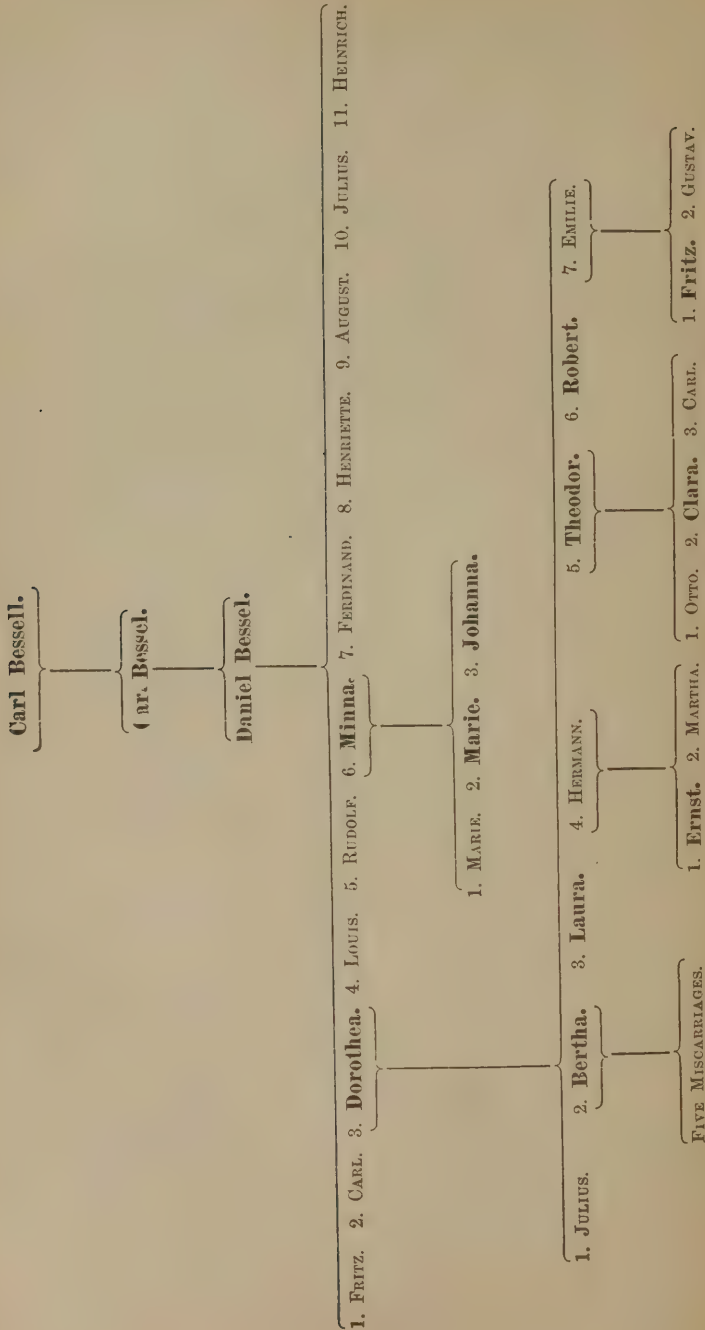 Carl Bessell.
Bessel.
Daniel Bessel.
1. FRITZ. 2. CARL. 3. Dorothea. 4. LOUIS. 5. RUDOLF. 6. Minna. 7. FERDINAND. 8. HENRIETTE. 9. AUGUST. 10. JULIUS. 11. HEINRICH.
1. MARIE. 2. Marie. 3. Johanna.
1. JULIUS. 2. Bertha. 3. Laura. 4. HERMANN. 5. Theodor. 6. Robert. 7. EMILIE.
FIVE MISCARRIAGES. 1. Ernst. 2. MARTHA. 1. OTTO. 2. Clara. 3. CARL. 1. Fritz. 2. GUSTAV.